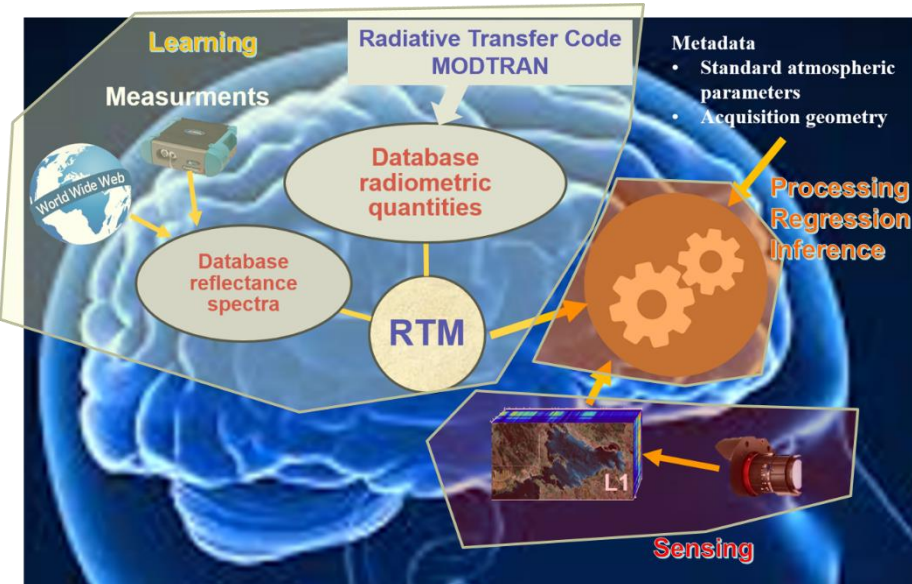 Learning
Radiative Transfer Code
MODTRAN
Metadata
• Standard atmospheric
parameters
• Acquisition geometry
Measurments
World Wide Web
Database
radiometric
quantities
Processing
Regression
Inference
Database
reflectance
spectra
RTM
L1
Sensing